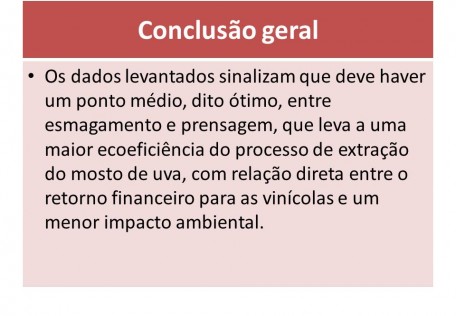 Conclusão geral
• Os dados levantados sinalizam que deve haver
um ponto médio, dito ótimo, entre
esmagamento e prensagem, que leva a uma
maior ecoeficiência do processo de extração
do mosto de uva, com relação direta entre o
retorno financeiro para as vinícolas e um
menor impacto ambiental.